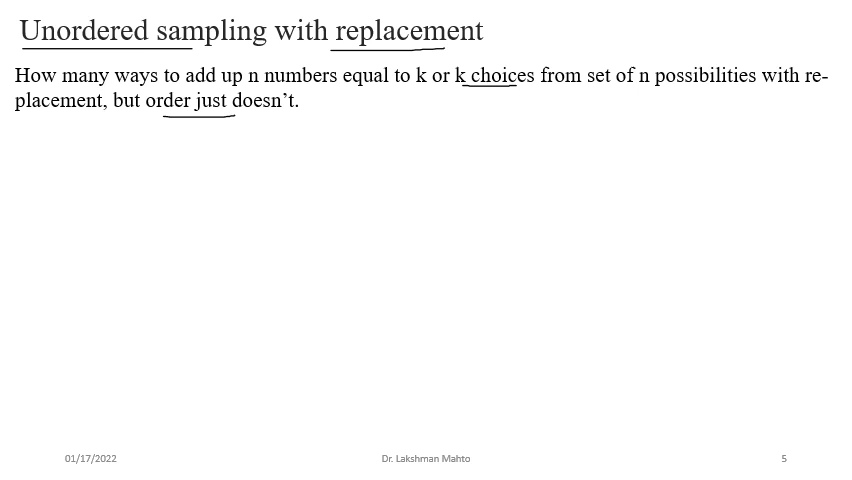 Unordered sampling with replacement
How many ways to add up n numbers equal to k or k choices from set of n possibilities with re-
placement, but order just doesn’t.
01/17/2022
Dr. Lakshman Mahto
5